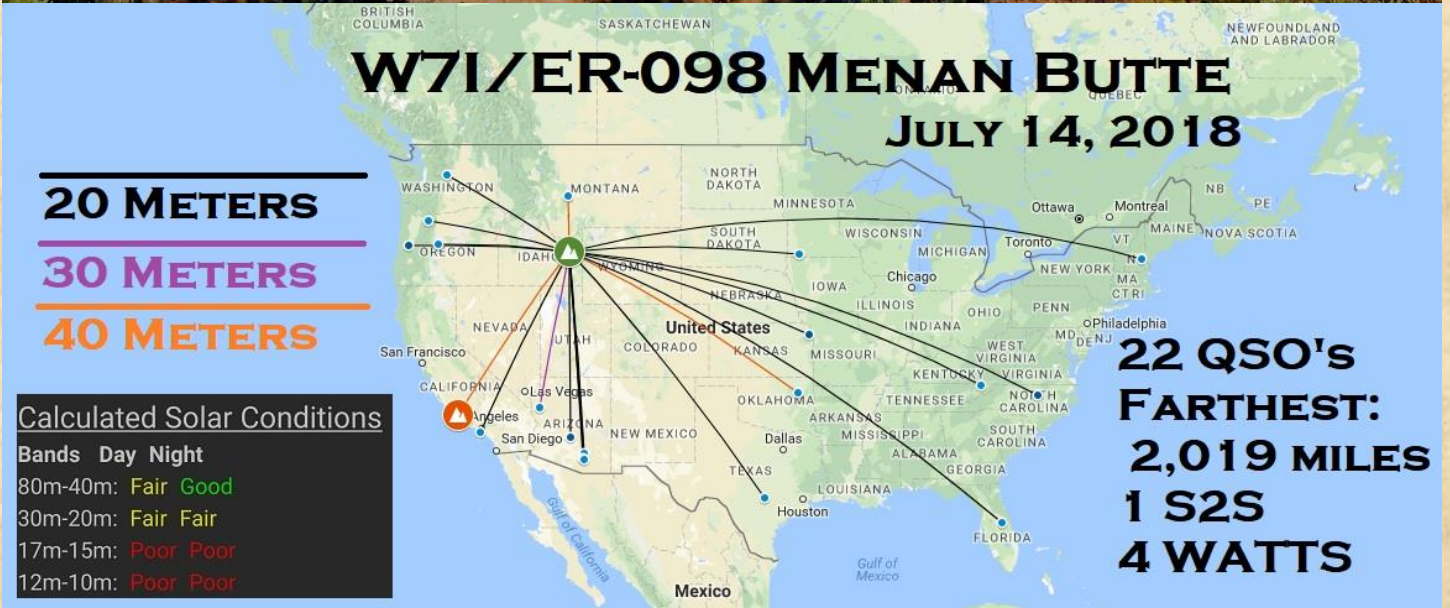 BRITISH
COLUMBIA
SASKATCHEWAN
NEWFOUNDLAND
AND LABRADOR
W7I/ER-098 MENAN BUTTE
ONTARIO
QUEBEC
JULY 14, 2018
20 METERS
30 METERS
40 METERS
WASHINGTON
MONTANA
NORTH
DAKOTA
MINNESOTA
Ottawa
Montreal
NB
PE
MAINE
NOVA SCOTIA
OREGON
IDAHO
WYOMING
SOUTH
DAKOTA
WISCONSIN
MICHIGAN
Toronto
VT
NEW YORK
MA
CT RI
Chicago
IOWA
NEBRASKA
ILLINOIS
INDIANA
OHIO
PENN
Philadelphia
MD
DE NJ
NEVADA
UTAH
COLORADO
United States
KANSAS
MISSOURI
WEST
VIRGINIA
KENTUCKY
VIRGINIA
San Francisco
CALIFORNIA
Las Vegas
Angeles
San Diego
ARIZONA
NEW MEXICO
OKLAHOMA
ARKANSAS
TENNESSEE
NORTH
CAROLINA
SOUTH
CAROLINA
Dallas
MISSISSIPPI
ALABAMA
GEORGIA
TEXAS
LOUISIANA
Houston
FLORIDA
Gulf of
Mexico
Gulf of California
Mexico
22 QSO's
FARTHEST:
2,019 MILES
1 S2S
4 WATTS
Calculated Solar Conditions
Bands Day Night
80m-40m: Fair Good
30m-20m: Fair Fair
17m-15m: Poor Poor
12m-10m: Poor Poor